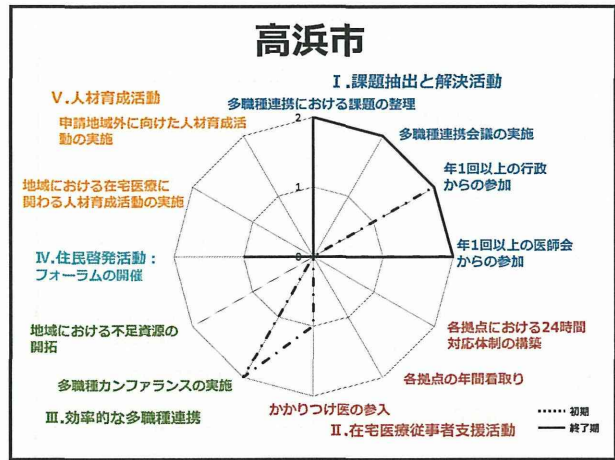 高浜市
Ⅰ.課題抽出と解決活動
多職種連携における課題の整理
多職種連携会議の実施
年1回以上の行政
からの参加
年1回以上の医師会
からの参加
各拠点における24時間
対応体制の構築
各拠点の年間看取り
かかりつけ医の参入
Ⅱ.在宅医療従事者支援活動
多職種カンファランスの実施
Ⅲ.効率的な多職種連携
地域における不足資源の
開拓
Ⅳ.住民啓発活動：
フォーラムの開催
地域における在宅医療に
関わる人材育成活動の実施
Ⅴ.人材育成活動
申請地域外に向けた人材育成活
動の実施
2
1
0
初期
終了期